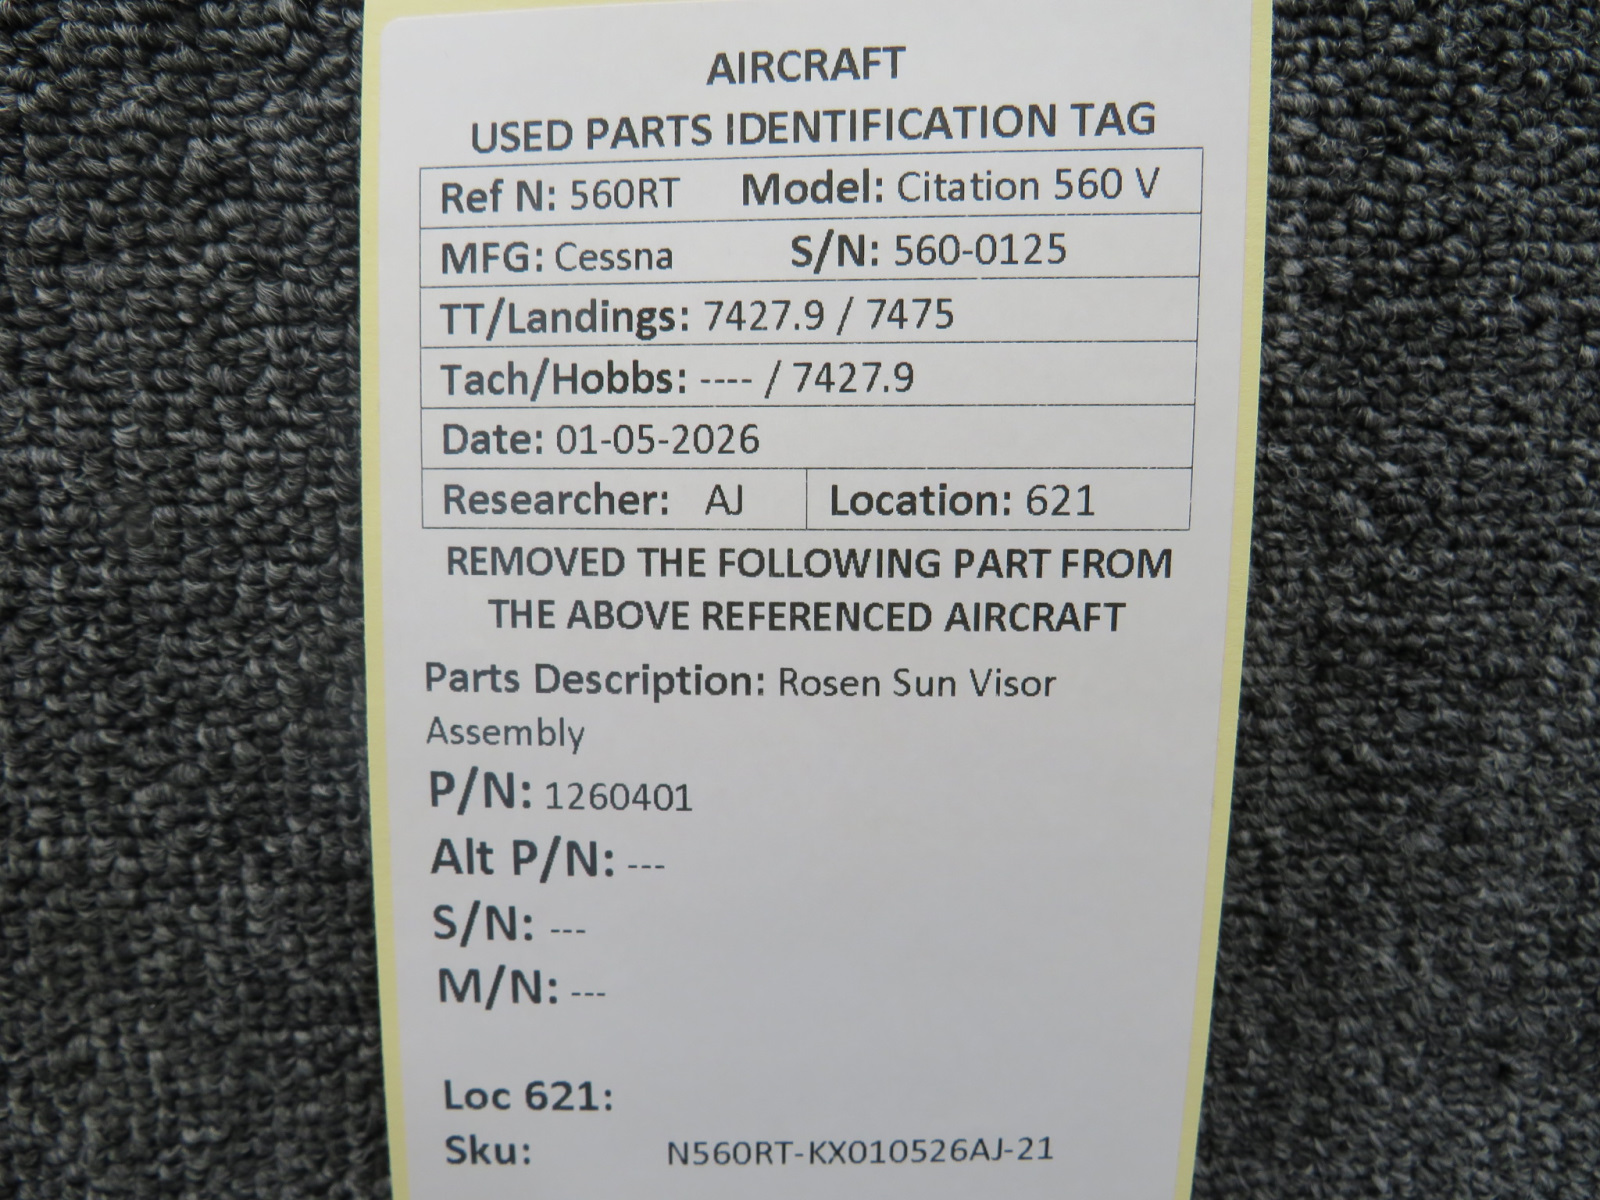 AIRCRAFT
USED PARTS IDENTIFICATION TAG
Ref N: 560RT Model: Citation 560 V
MFG: Cessna S/N: 560-0125
TT/Landings: 7427.9 / 7475
Tach/Hobbs: ---- / 7427.9
Date: 01-05-2026
Researcher: AJ Location: 621
REMOVED THE FOLLOWING PART FROM
THE ABOVE REFERENCED AIRCRAFT
Parts Description: Rosen Sun Visor
Assembly
P/N: 1260401
Alt P/N: ---
S/N: ---
M/N: ---
Loc 621:
Sku: N560RT-KX010526AJ-21